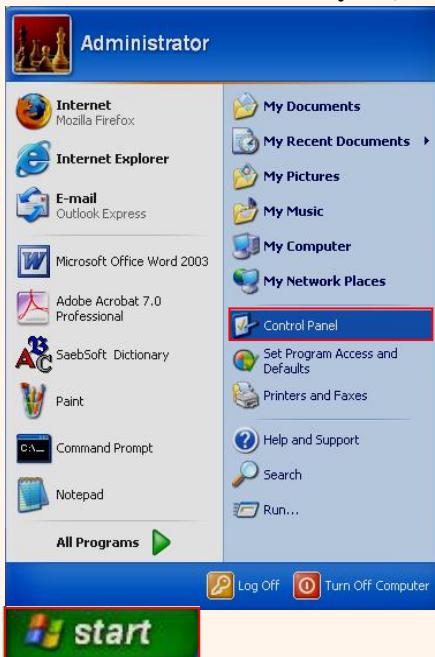 Administrator
Internet
Mozilla Firefox
Internet Explorer
E-mail
Outlook Express
Microsoft Office Word 2003
Adobe Acrobat 7.0
Professional
SaebSoft Dictionary
Paint
Command Prompt
Notepad
All Programs
My Documents
My Recent Documents
My Pictures
My Music
My Computer
My Network Places
Control Panel
Set Program Access and
Defaults
Printers and Faxes
Help and Support
Search
Run...
Log Off
Turn Off Computer
start